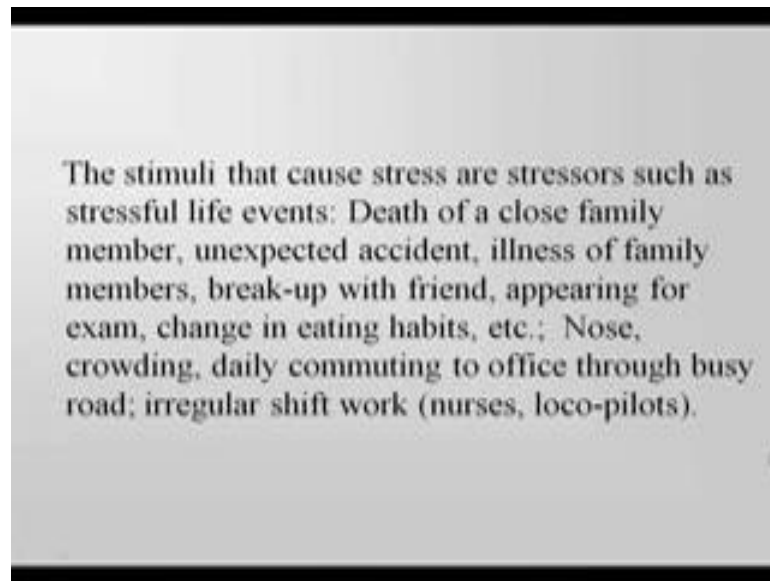 The stimuli that cause stress are stressors such as
stressful life events: Death of a close family
member, unexpected accident, illness of family
members, break-up with friend, appearing for
exam, change in eating habits, etc.; Nose,
crowding, daily commuting to office through busy
road; irregular shift work (nurses, loco-pilots).